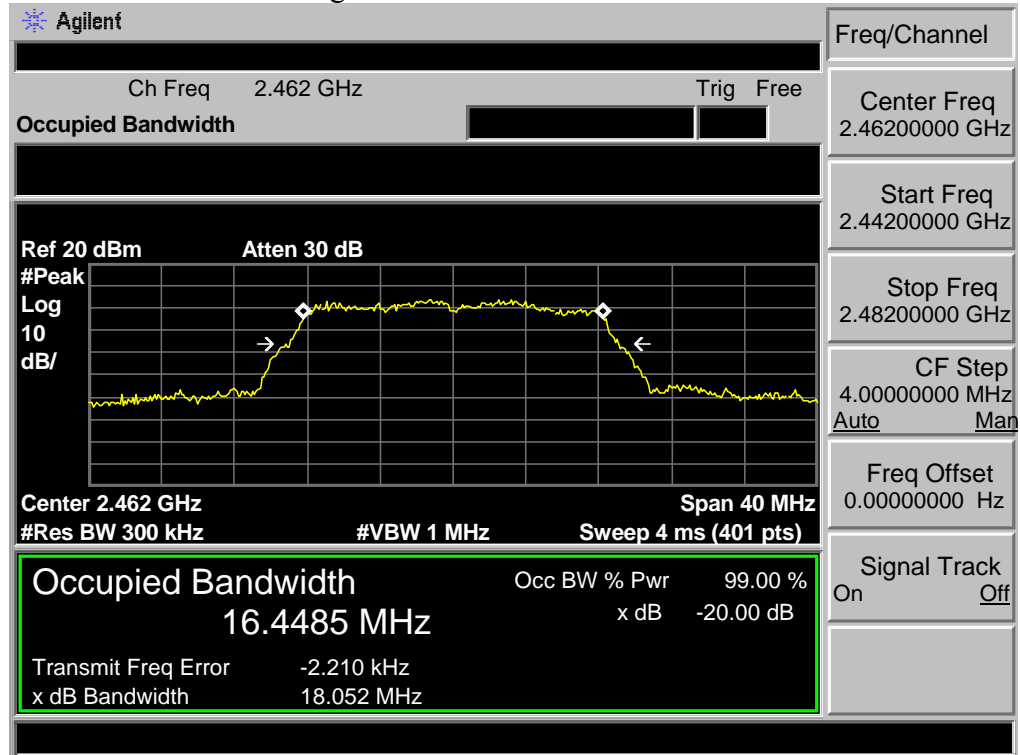 Agilent
Freq/Channel
Ch Freq 2.462 GHz Trig Free
Occupied Bandwidth
Center Freq
2.46200000 GHz
Start Freq
2.44200000 GHz
Ref 20 dBm Atten 30 dB
#Peak
Log
10
dB/
Stop Freq
2.48200000 GHz
CF Step
4.00000000 MHz
Auto Man
Center 2.462 GHz Span 40 MHz
#Res BW 300 kHz #VBW 1 MHz Sweep 4 ms (401 pts)
Freq Offset
0.00000000 Hz
Occupied Bandwidth Occ BW % Pwr 99.00 %
16.4485 MHz x dB -20.00 dB
Transmit Freq Error -2.210 kHz
x dB Bandwidth 18.052 MHz
Signal Track
On Off